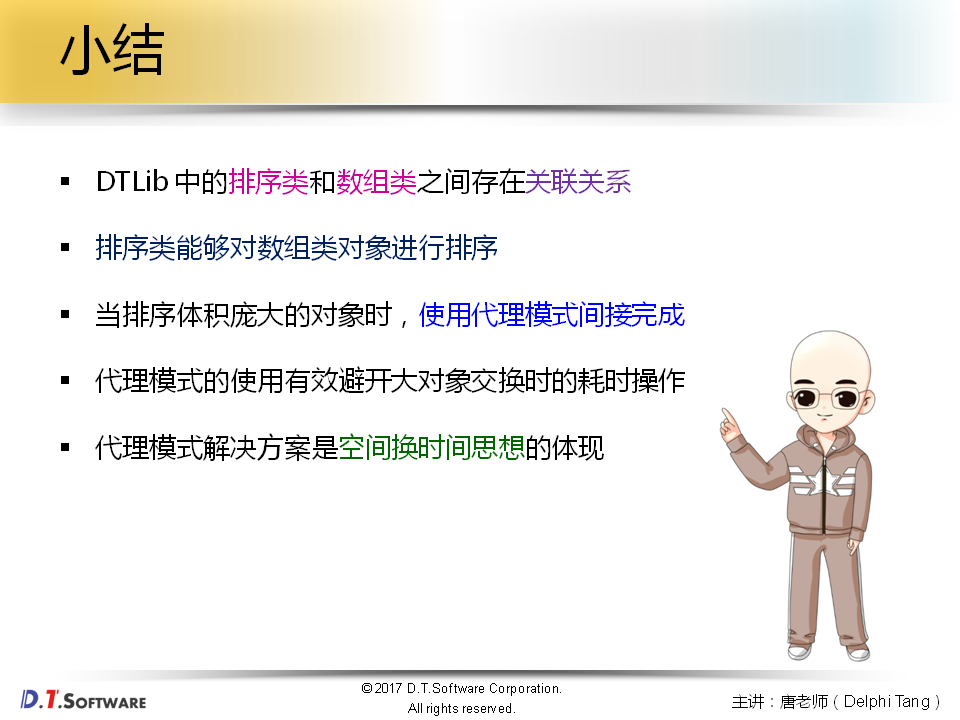 小结
▪ DTLib 中的排序类和数组类之间存在关联关系
▪ 排序类能够对数组类对象进行排序
▪ 当排序体积庞大的对象时，使用代理模式间接完成
▪ 代理模式的使用有效避开大对象交换时的耗时操作
▪ 代理模式解决方案是空间换时间思想的体现
D.T.SOFTWARE
©2017 D.T.Software Corporation.
All rights reserved.
主讲：唐老师（Delphi Tang）